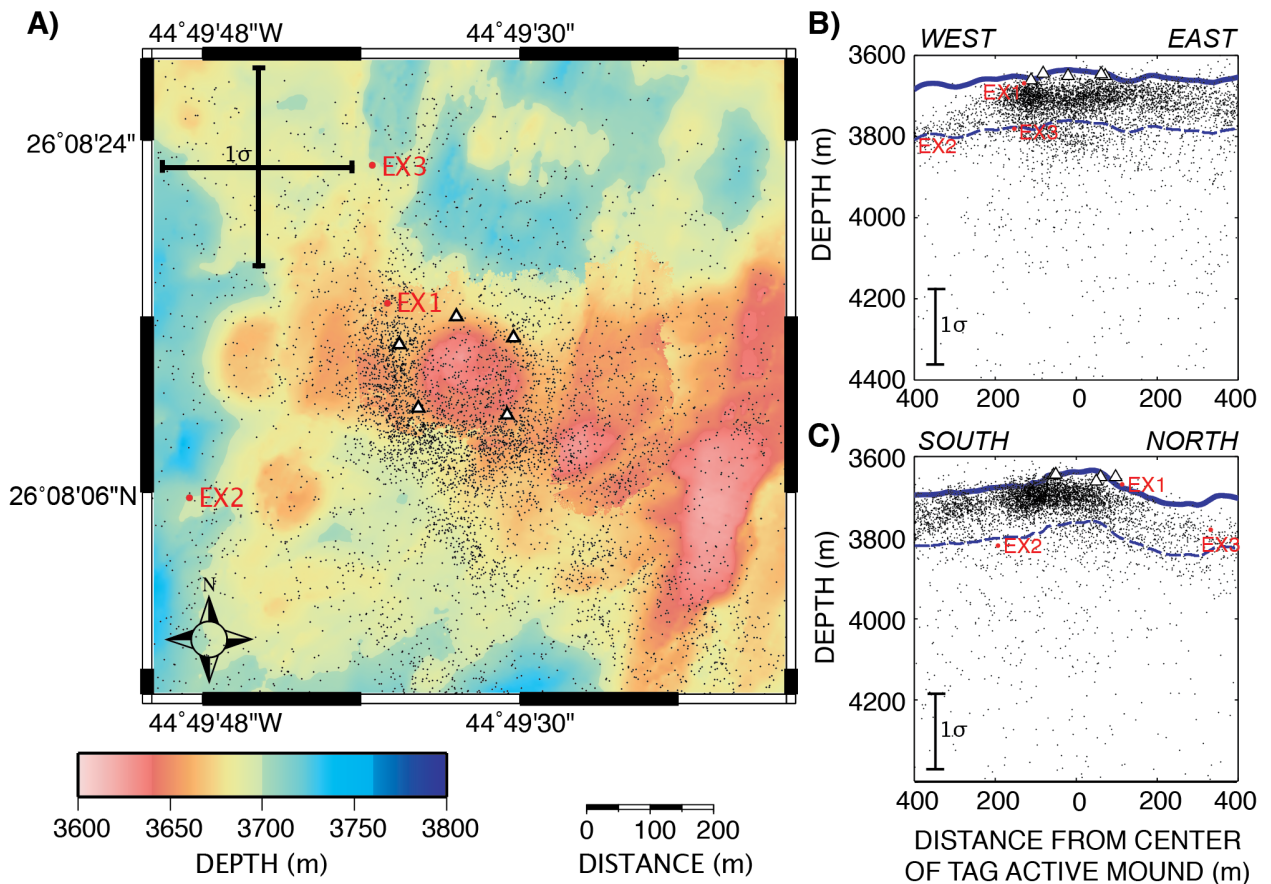 A)
44˚49'48"W
44˚49'30"
26˚08'24"
1σ
EX3
EX1
26˚08'06"N
EX2
N
44˚49'48"W
44˚49'30"
3600 3650 3700 3750 3800
DEPTH (m)
0 100 200
DISTANCE (m)
B)
WEST EAST
3600
EX1
3800
EX3
EX2
DEPTH (m)
4000
4200
1σ
4400
400 200 0 200 400
C)
SOUTH NORTH
3600
EX1
3800
EX2
EX3
DEPTH (m)
4000
4200
1σ
400 200 0 200 400
DISTANCE FROM CENTER
OF TAG ACTIVE MOUND (m)